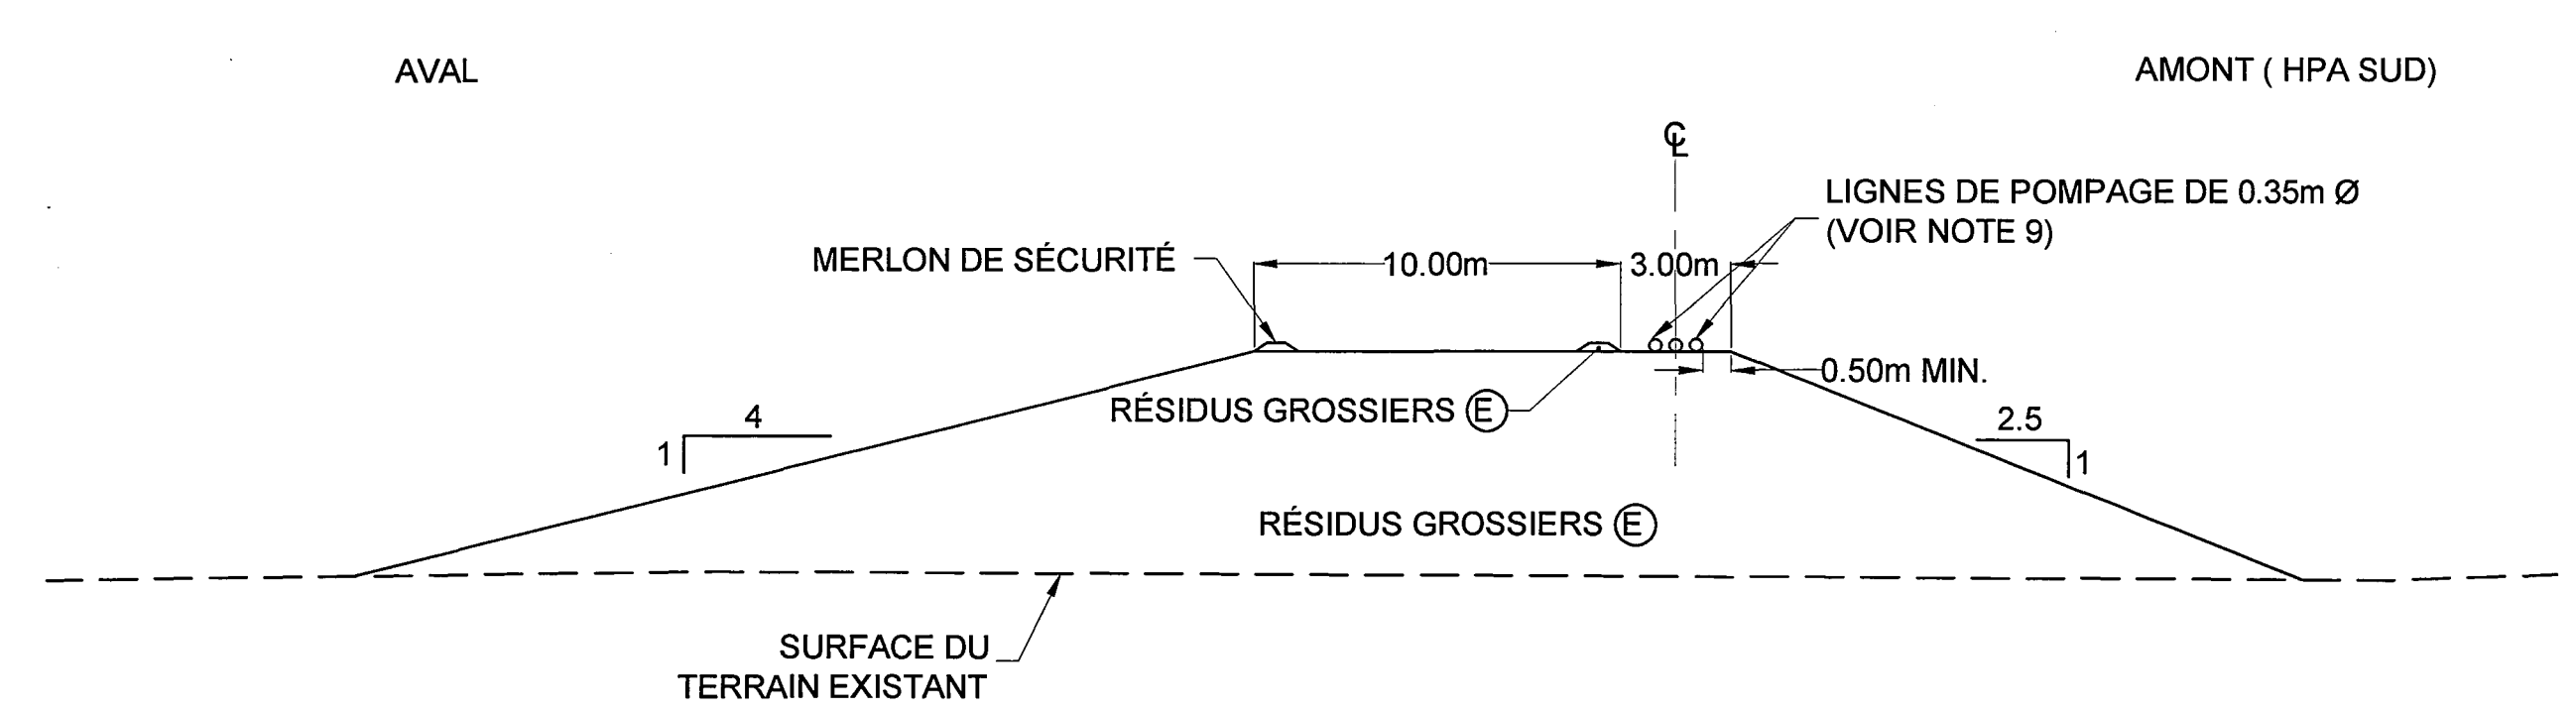 AVAL
AMONT ( HPA SUD)
℄
LIGNES DE POMPAGE DE 0.35m Ø
(VOIR NOTE 9)
MERLON DE SÉCURITÉ
10.00m
3.00m
0.50m MIN.
RÉSIDUS GROSSIERS E
4
1
2.5
1
RÉSIDUS GROSSIERS E
SURFACE DU
TERRAIN EXISTANT